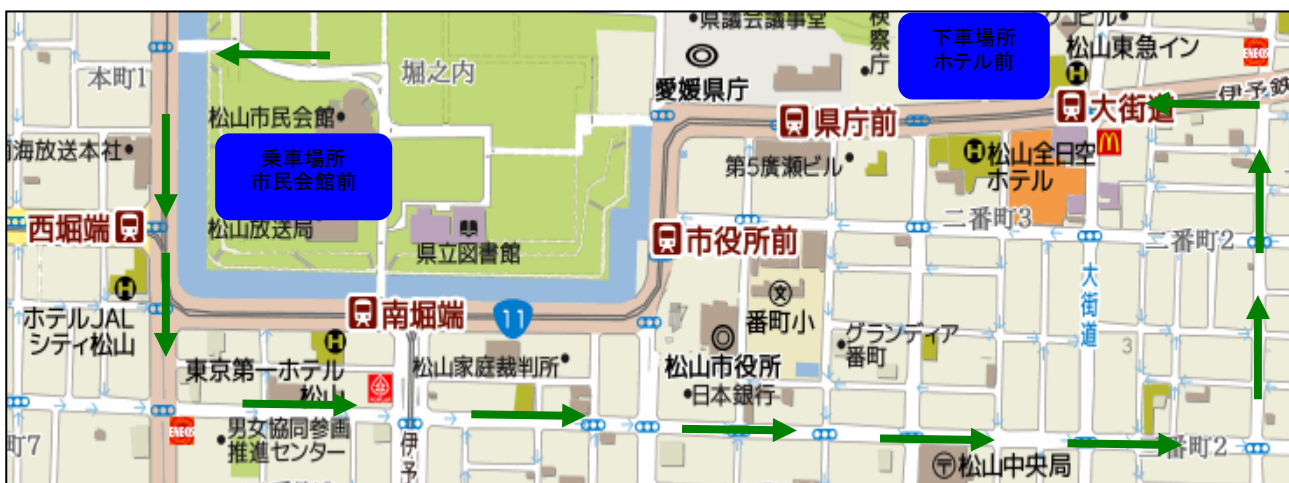 県議会議事堂
検
察
庁
下車場所
ホテル前
松山東急イン
ENEOS
本町1
堀之内
愛媛県庁
伊予鉄
松山市民会館
県庁前
大街道
南海放送本社
乗車場所
市民会館前
第5廣瀬ビル
松山全日空
ホテル
西堀端
松山放送局
県立図書館
市役所前
二番町3
二番町2
ホテルJAL
シティ松山
南堀端
11
文
番町小
グランディア
番町
大街道
3
東京第一ホテル
松山
松山家庭裁判所
松山市役所
日本銀行
ENEOS
町7
男女協同参画
推進センター
伊予
松山中央局
二番町2